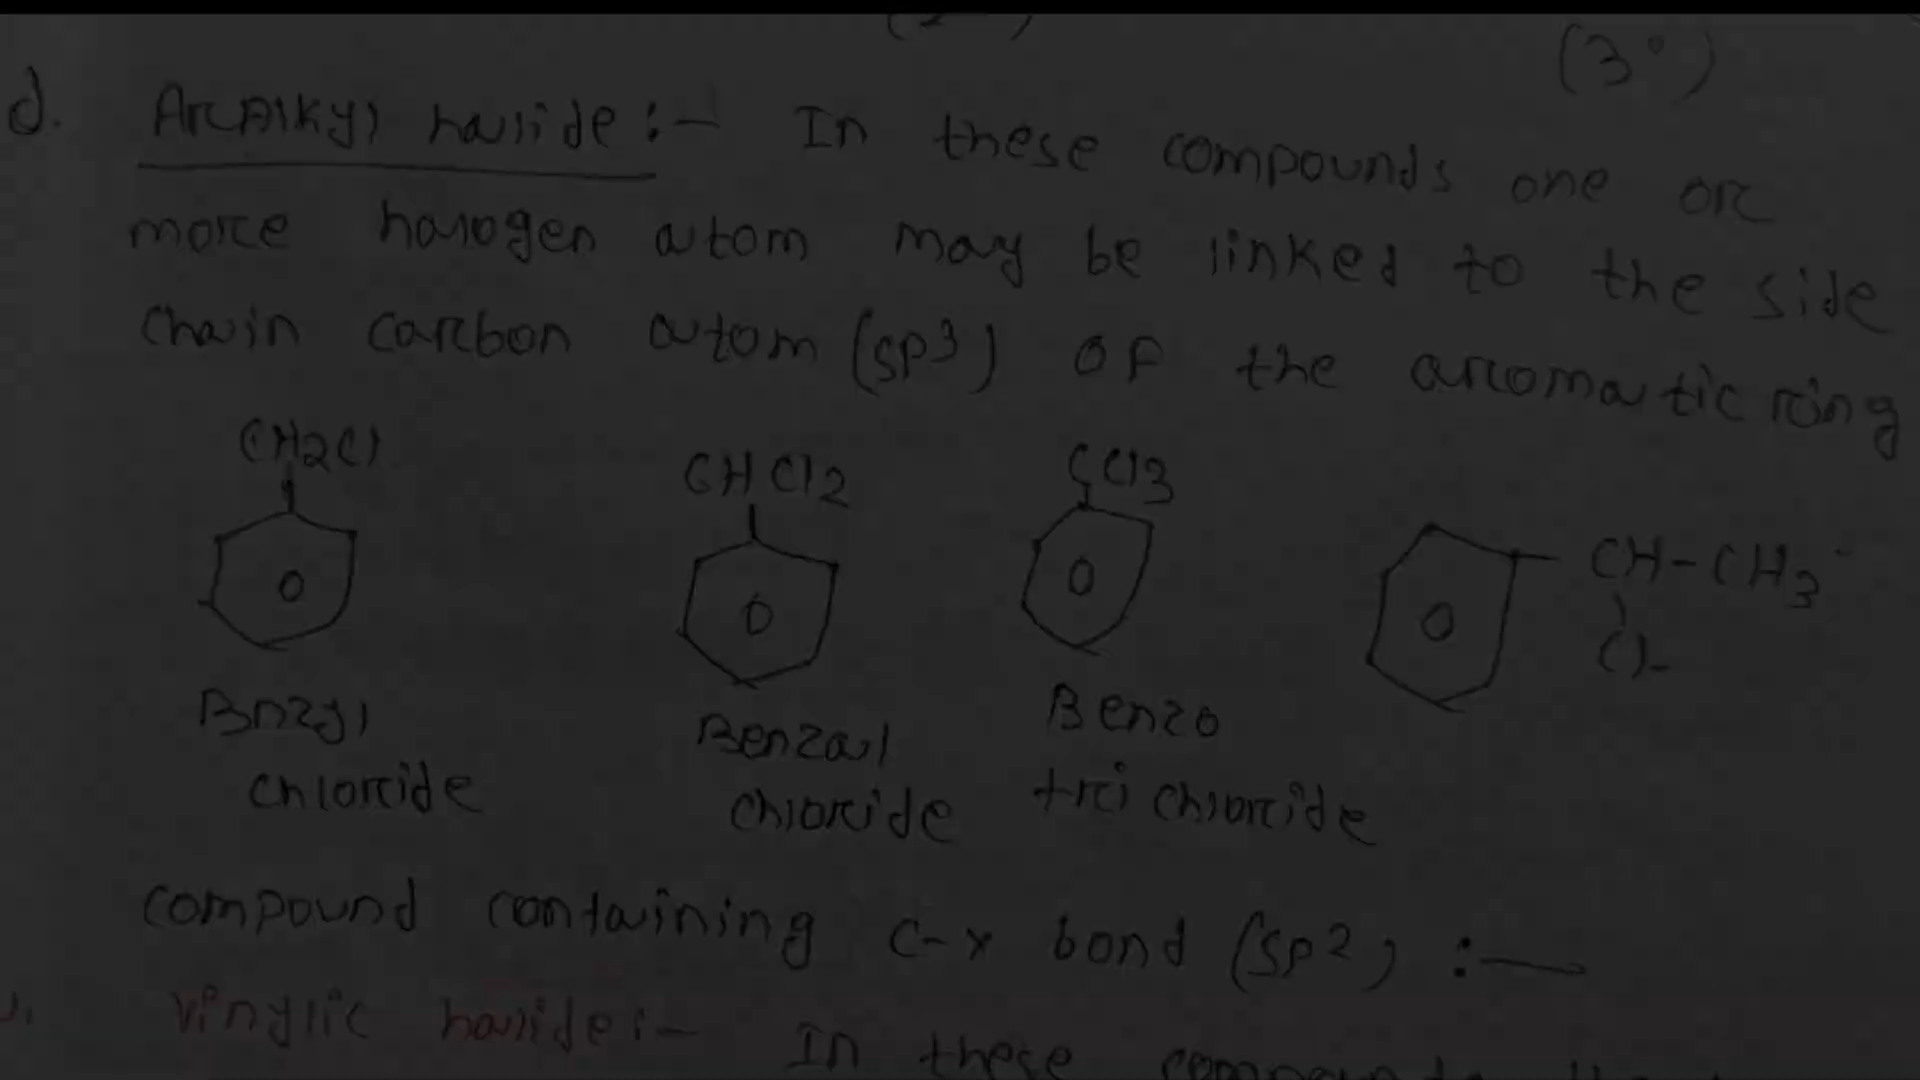 (3°)
d. Aralkyl halide :- In these compounds one or
more halogen atom may be linked to the side
chain carbon atom (sp3) of the aromatic ring
CH2Cl
CHCl2
CCl3
CH-CH3
Cl
Bnzyl
chloride
Benzal
chloride
Benzo
tri chloride
compound containing C-x bond (sp2) :—
Vinylic halide :- In these